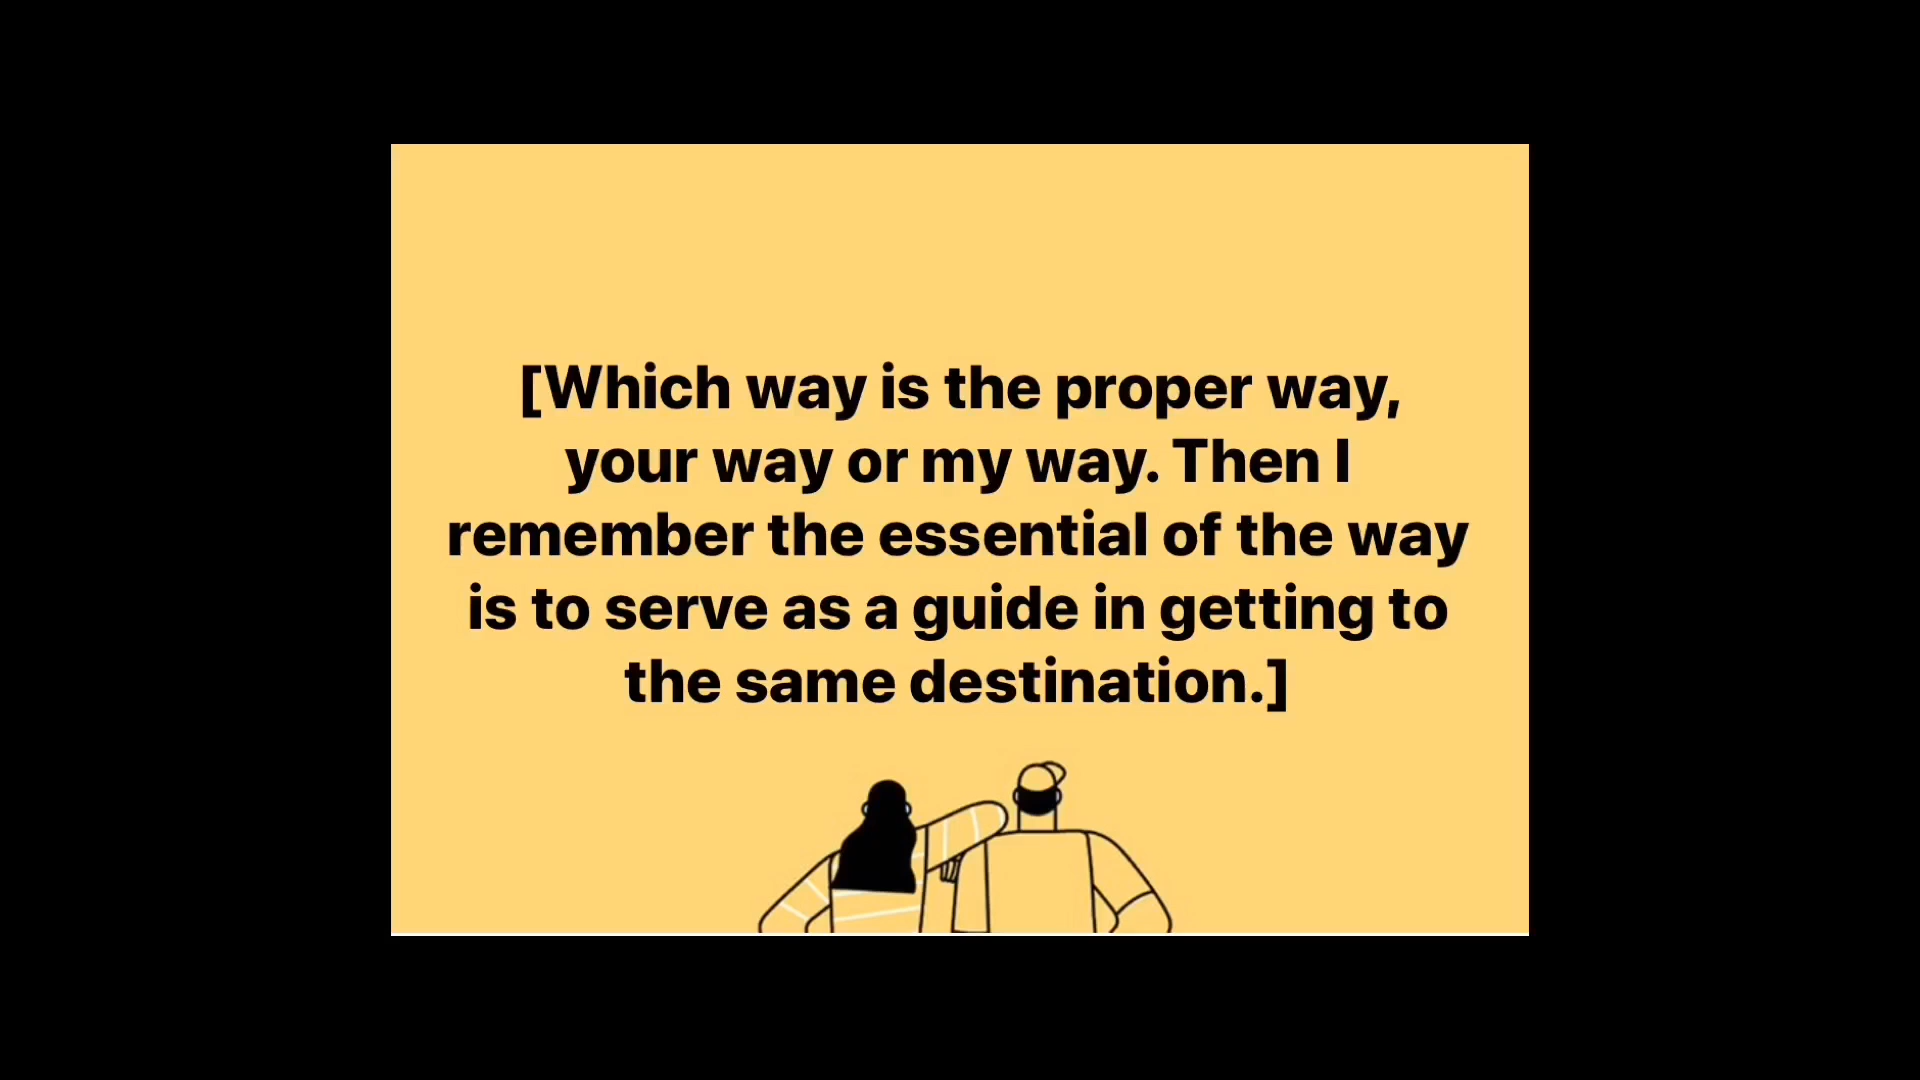 [Which way is the proper way,
your way or my way. Then I
remember the essential of the way
is to serve as a guide in getting to
the same destination.]